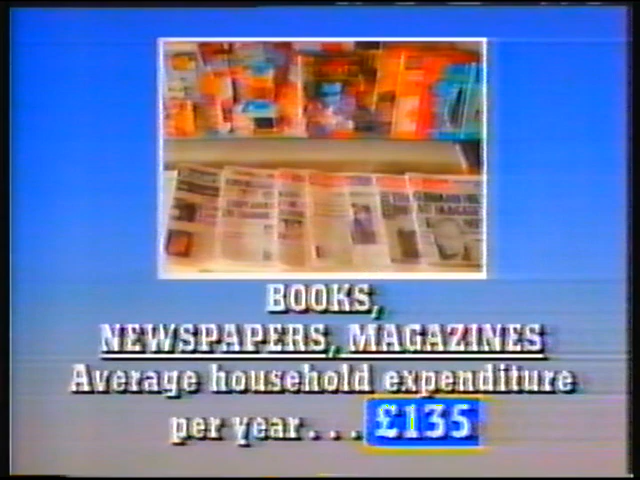 BOOKS,
NEWSPAPERS, MAGAZINES
Average household expenditure
per year... £135